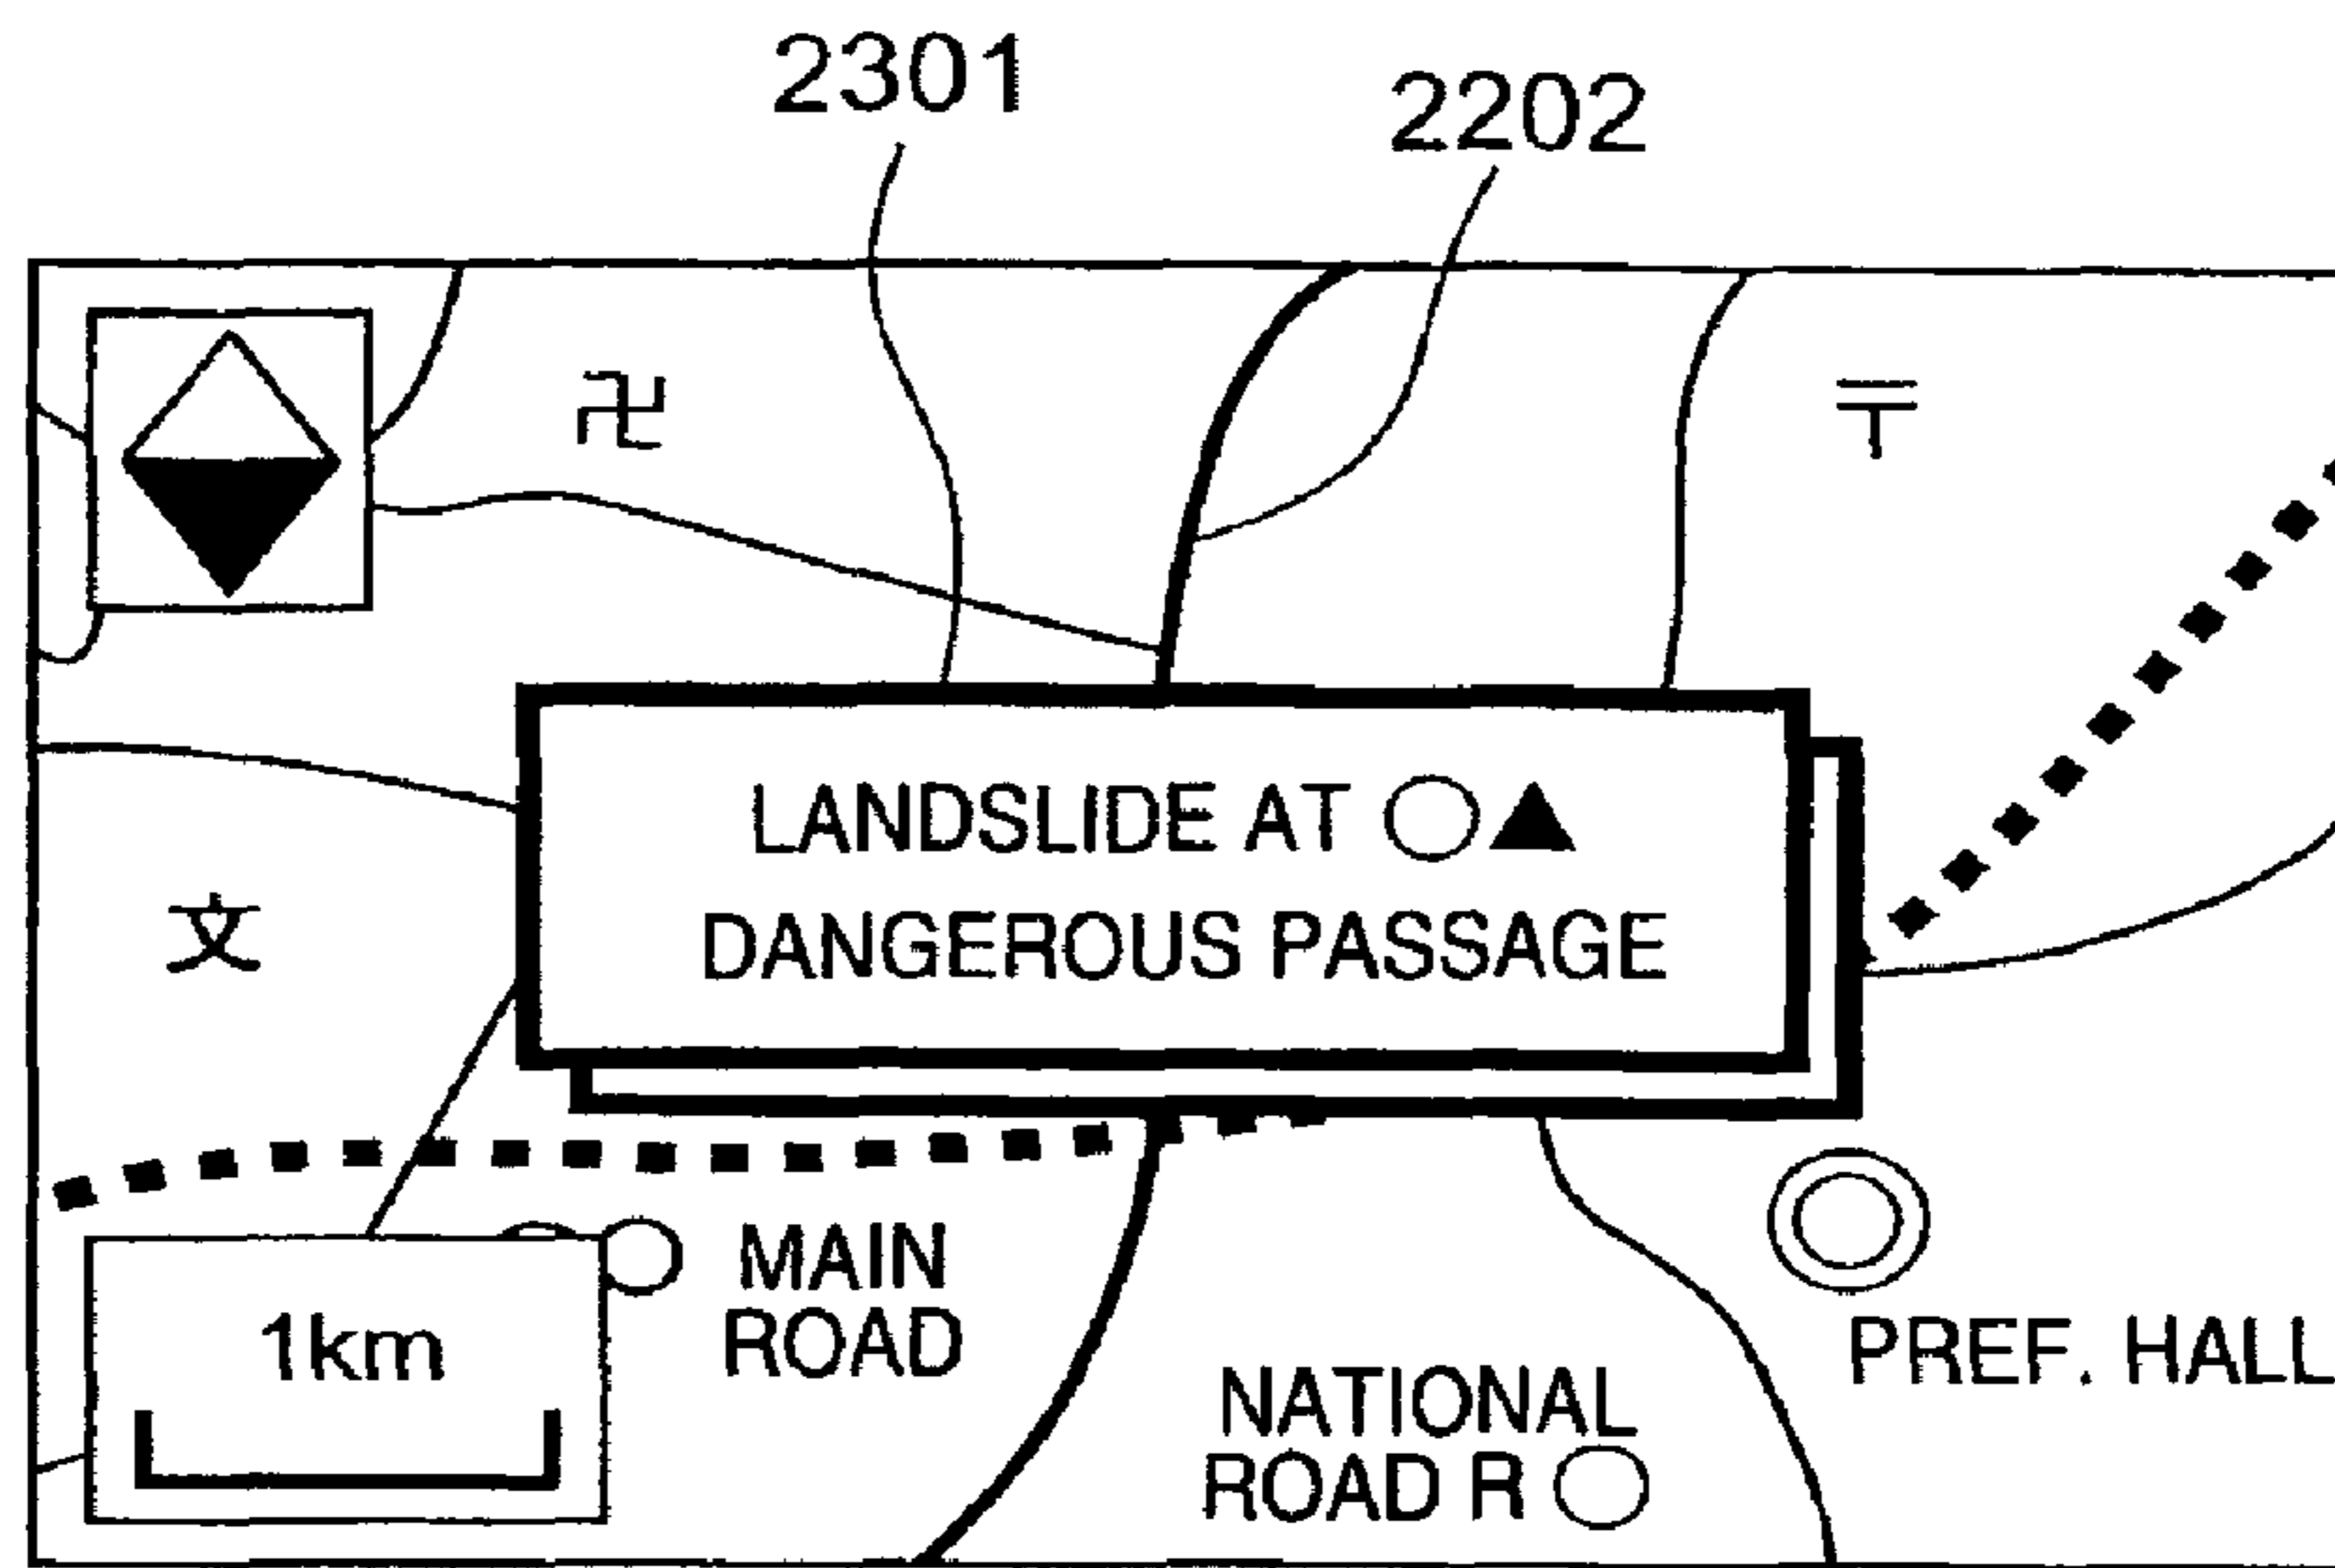 2301
2202
卍
〒
LANDSLIDE AT ○▲
DANGEROUS PASSAGE
文
MAIN
ROAD
1km
PREF. HALL
NATIONAL
ROAD R ○